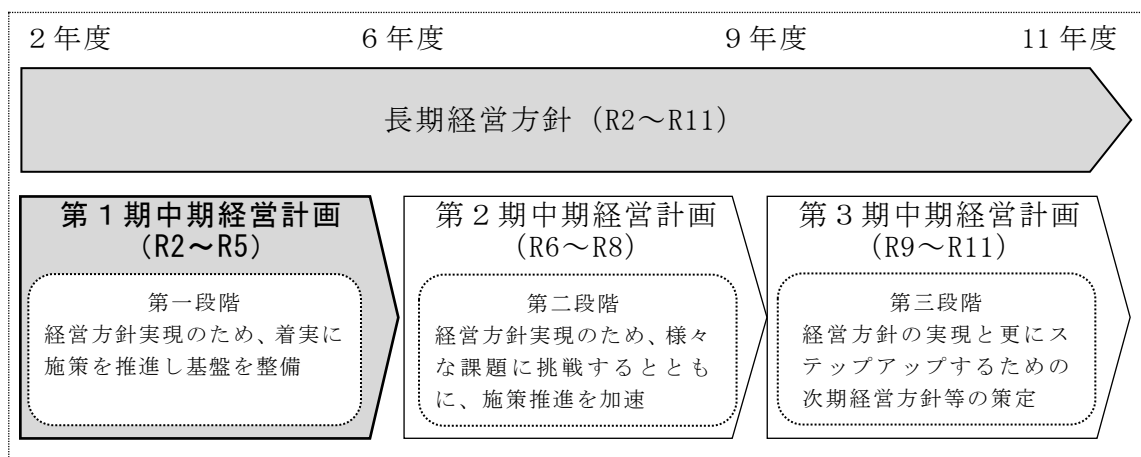 2年度 6年度 9年度 11年度
長期経営方針（R2～R11）
第1期中期経営計画
（R2～R5）
第一段階
経営方針実現のため、着実に
施策を推進し基盤を整備
第2期中期経営計画
（R6～R8）
第二段階
経営方針実現のため、様々
な課題に挑戦するととも
に、施策推進を加速
第3期中期経営計画
（R9～R11）
第三段階
経営方針の実現と更にス
テップアップするための
次期経営方針等の策定